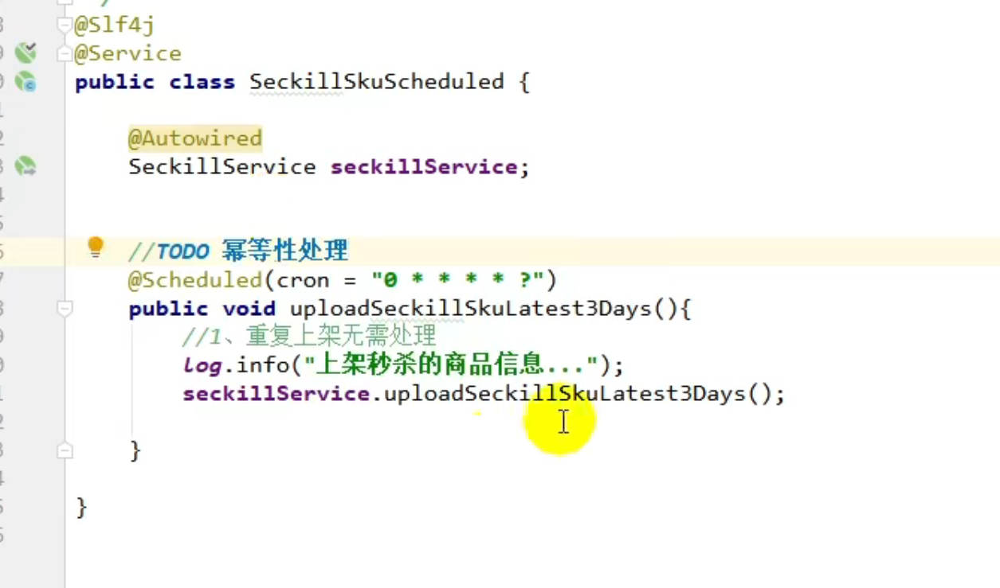 @Slf4j
@Service
public class SeckillSkuScheduled {
@Autowired
SeckillService seckillService;
//TODO 幂等性处理
@Scheduled(cron = "0 * * * * ?")
public void uploadSeckillSkuLatest3Days(){
//1、重复上架无需处理
log.info("上架秒杀的商品信息...");
seckillService.uploadSeckillSkuLatest3Days();
}
}